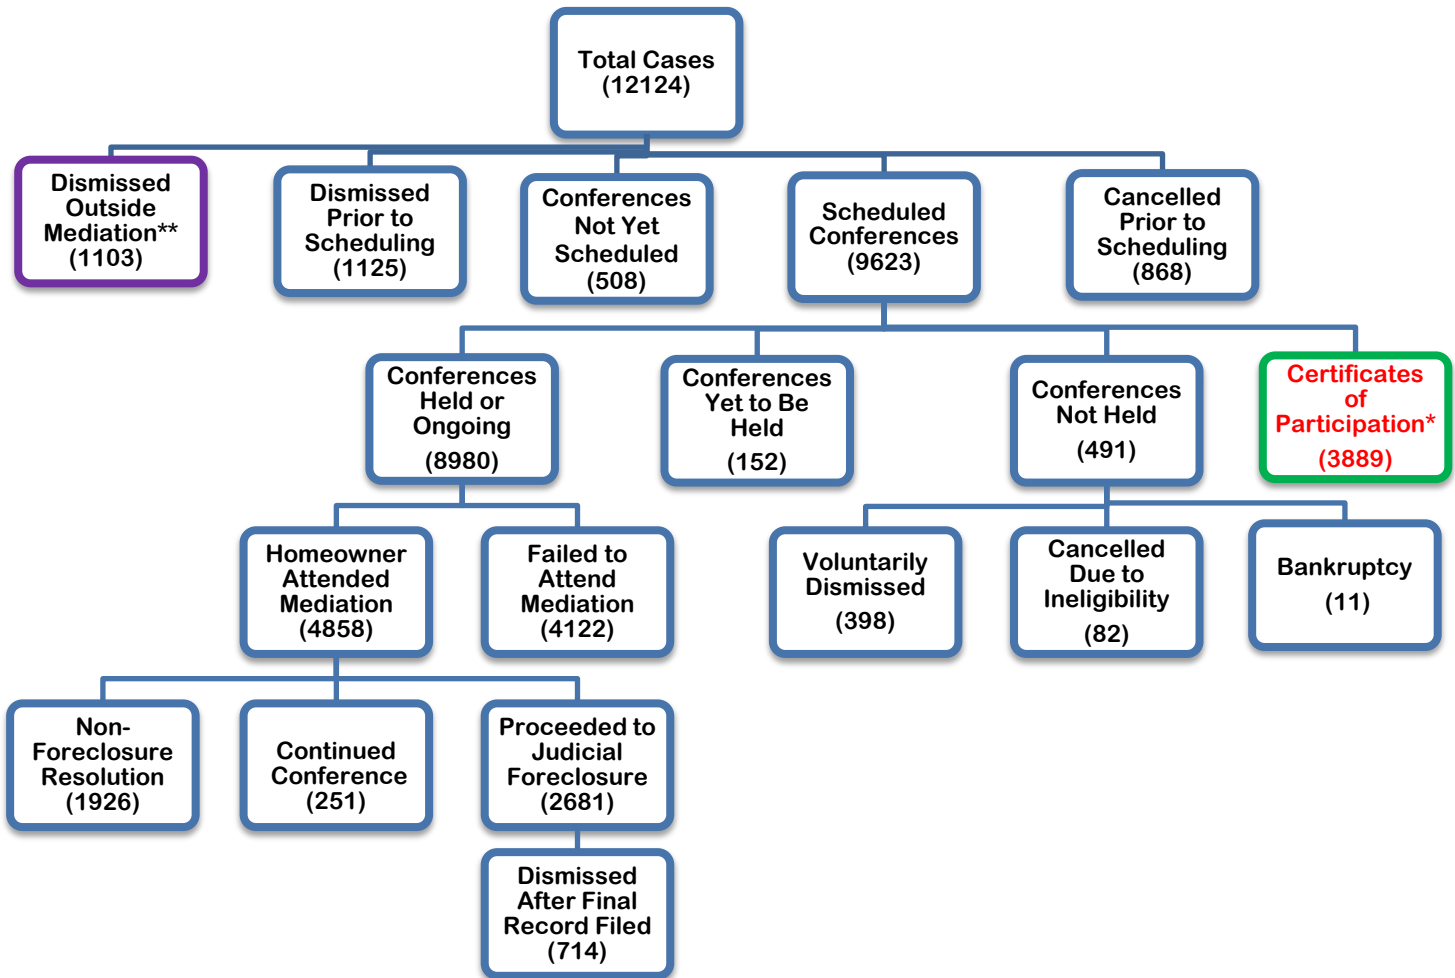 Total Cases
(12124)
Dismissed
Outside
Mediation**
(1103)
Dismissed
Prior to
Scheduling
(1125)
Conferences
Not Yet
Scheduled
(508)
Scheduled
Conferences
(9623)
Cancelled
Prior to
Scheduling
(868)
Conferences
Held or
Ongoing
(8980)
Conferences
Yet to Be
Held
(152)
Conferences
Not Held
(491)
Certificates
of
Participation*
(3889)
Homeowner
Attended
Mediation
(4858)
Failed to
Attend
Mediation
(4122)
Voluntarily
Dismissed
(398)
Cancelled
Due to
Ineligibility
(82)
Bankruptcy
(11)
Non-
Foreclosure
Resolution
(1926)
Continued
Conference
(251)
Proceeded to
Judicial
Foreclosure
(2681)
Dismissed
After Final
Record Filed
(714)